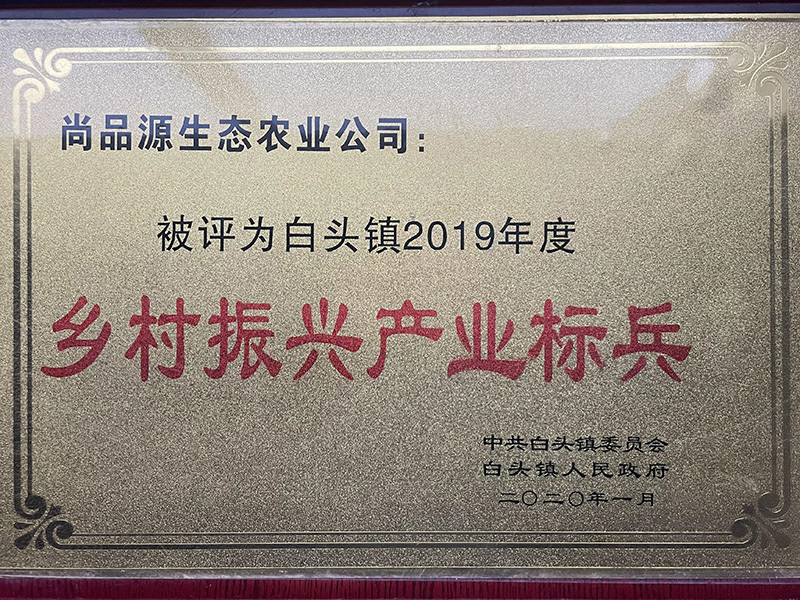 尚品源生态农业公司：
被评为白头镇2019年度
乡村振兴产业标兵
中共白头镇委员会
白头镇人民政府
二〇二〇年一月